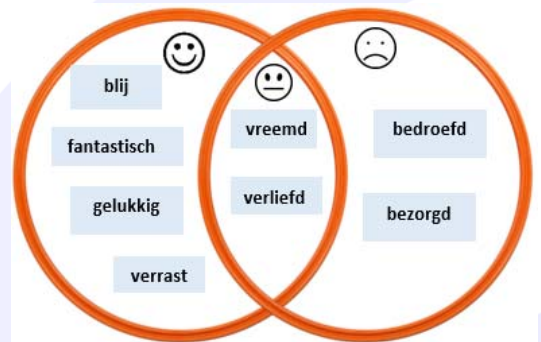 blij
fantastisch
gelukkig
verrast
vreemd
verliefd
bedroefd
bezorgd